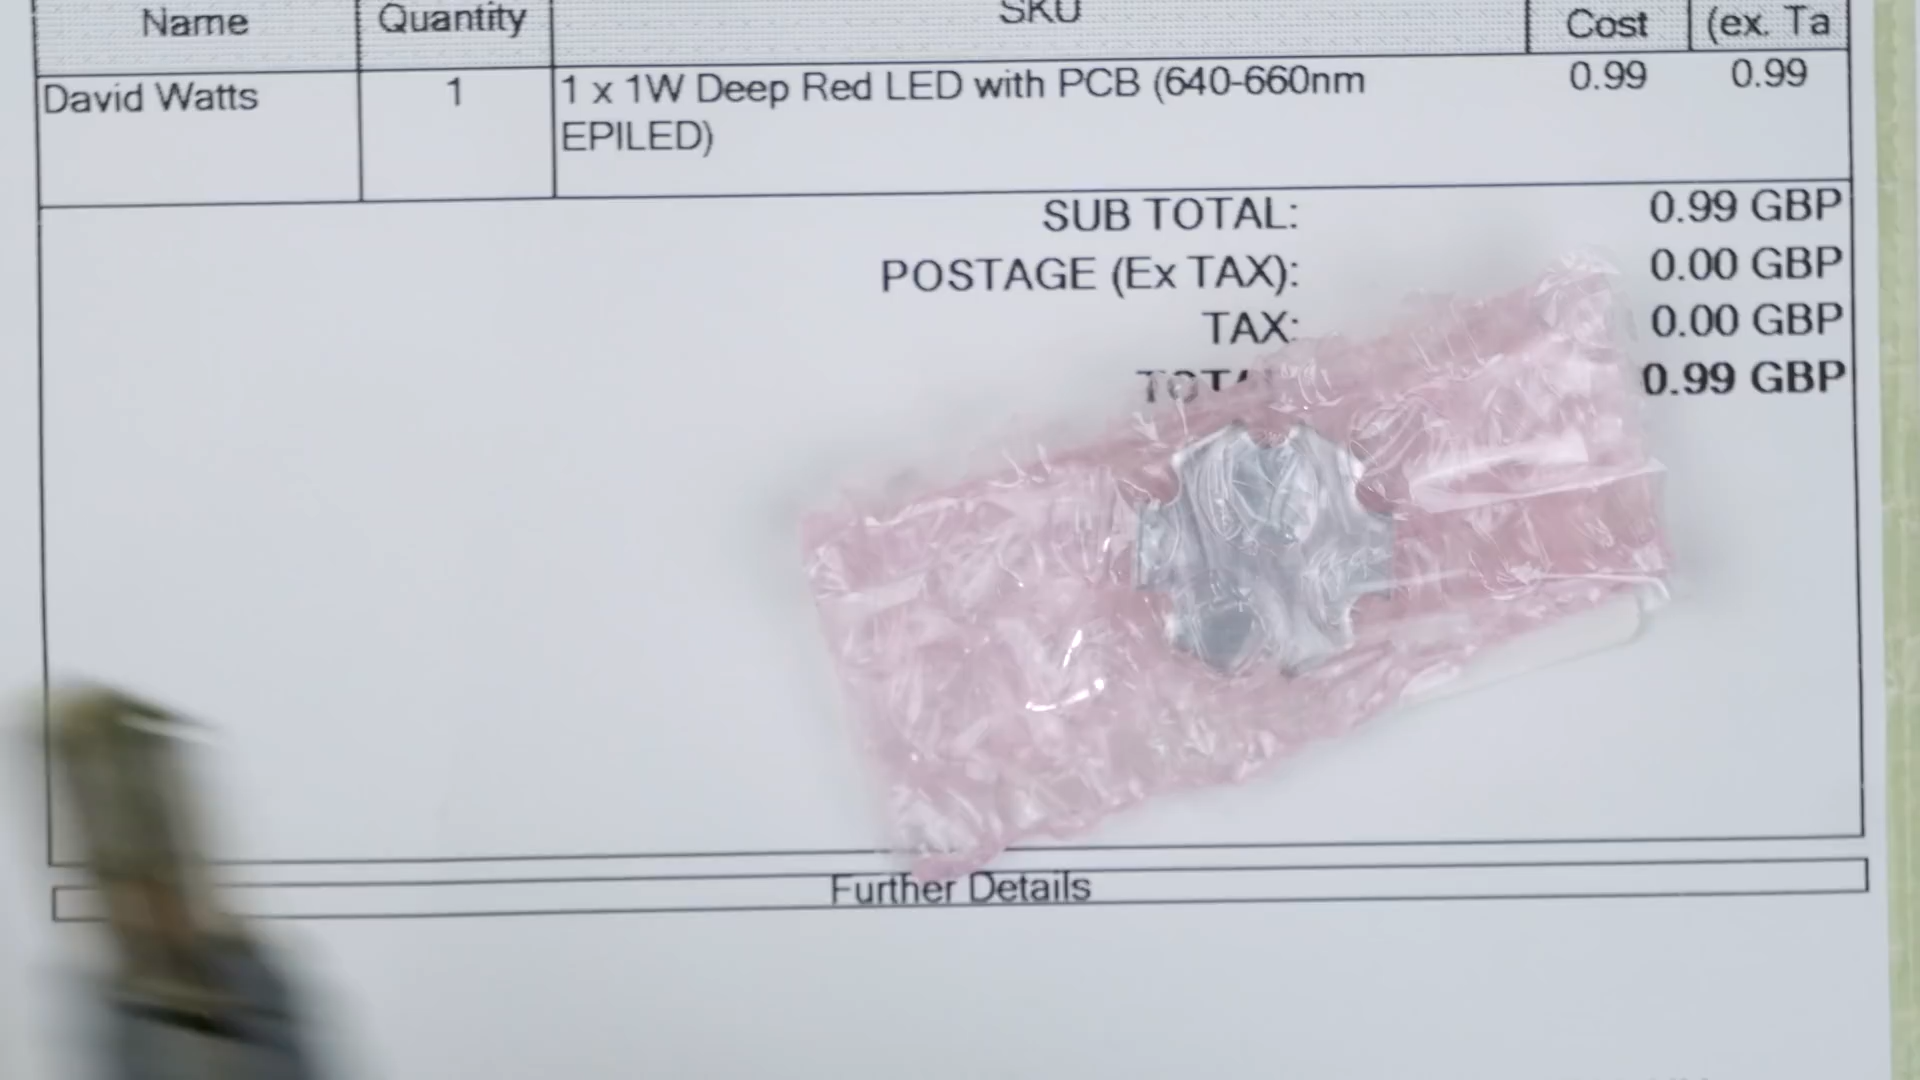 Name Quantity SKU Cost (ex. Ta
David Watts 1 1 x 1W Deep Red LED with PCB (640-660nm 0.99 0.99
EPILED)
SUB TOTAL: 0.99 GBP
POSTAGE (Ex TAX): 0.00 GBP
TAX: 0.00 GBP
TOTA 0.99 GBP
Further Details